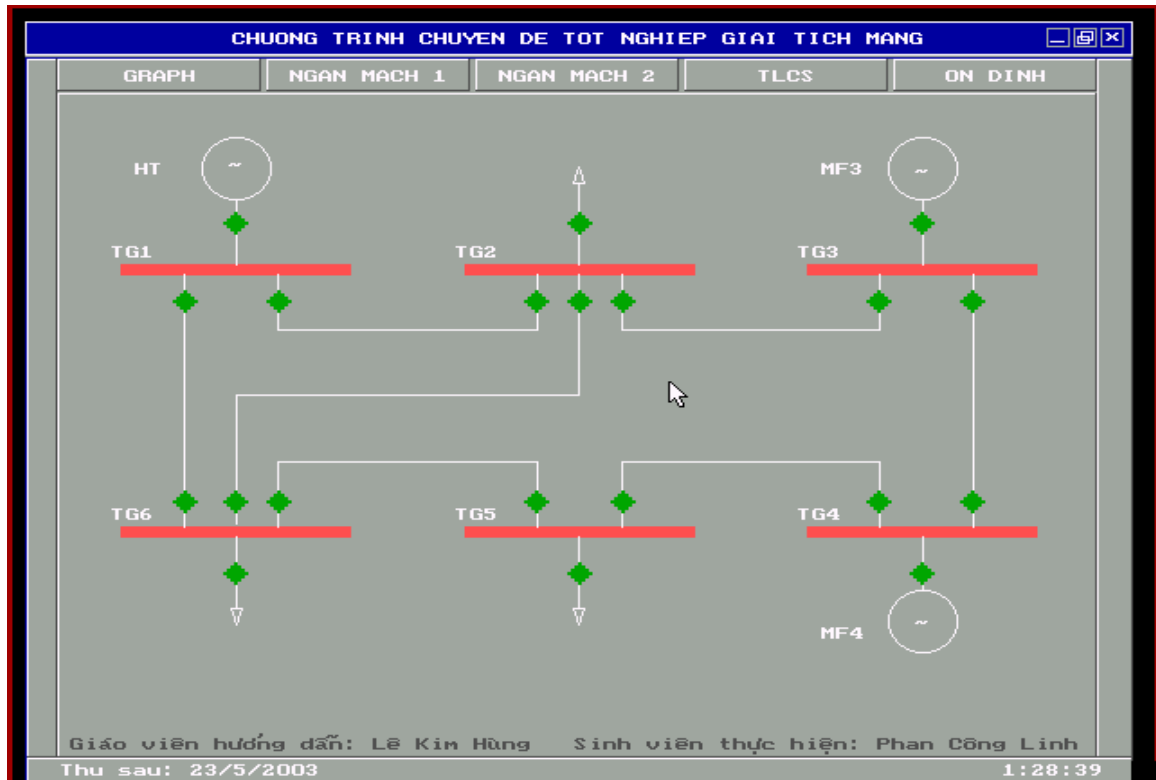 CHUONG TRINH CHUYEN DE TOT NGHIEP GIAI TICH MANG
GRAPH NGAN MACH 1 NGAN MACH 2 TLCS ON DINH
HT ~ MF3 ~
TG1 TG2 TG3
TG6 TG5 TG4
MF4 ~
Giáo viên hướng dẫn: Lê Kim Hùng Sinh viên thực hiện: Phan Công Linh
Thu sau: 23/5/2003 1:28:39